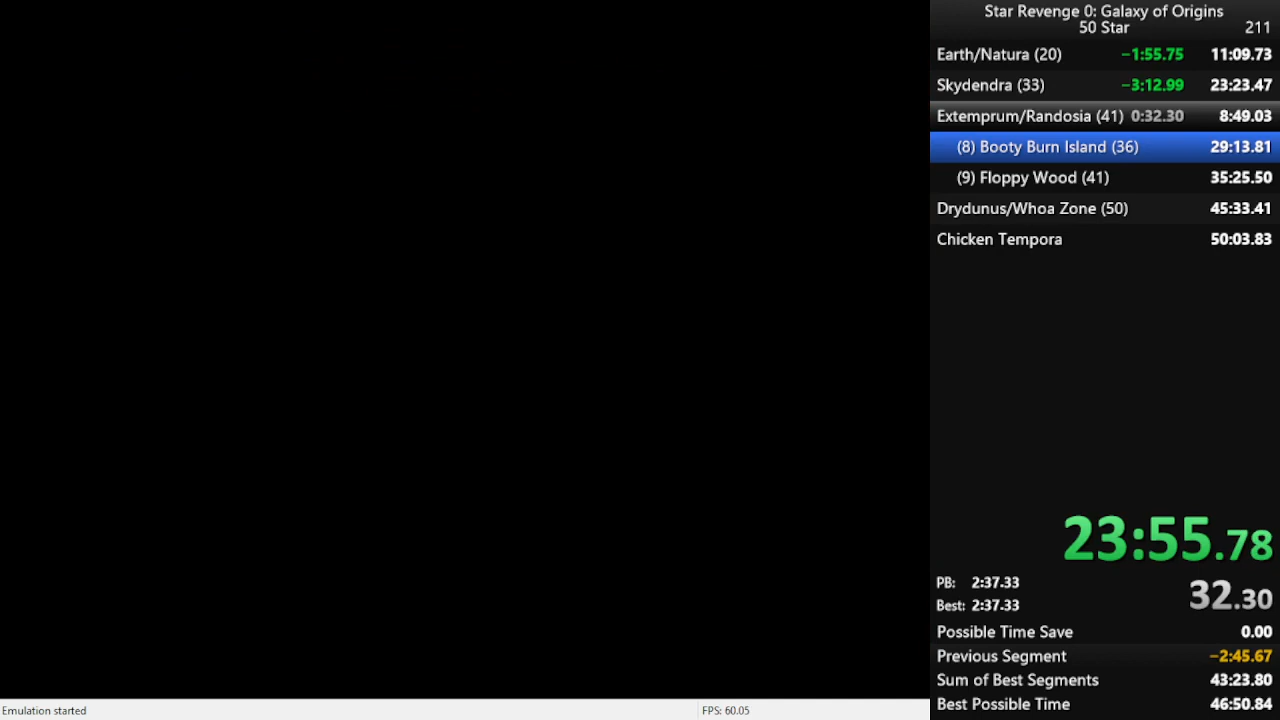 Star Revenge 0: Galaxy of Origins
50 Star 211
Earth/Natura (20) −1:55.75 11:09.73
Skydendra (33) −3:12.99 23:23.47
Extemprum/Randosia (41) 0:32.30 8:49.03
(8) Booty Burn Island (36) 29:13.81
(9) Floppy Wood (41) 35:25.50
Drydunus/Whoa Zone (50) 45:33.41
Chicken Tempora 50:03.83
23:55.78
PB: 2:37.33
32.30
Best: 2:37.33
Possible Time Save 0.00
Previous Segment −2:45.67
Sum of Best Segments 43:23.80
Best Possible Time 46:50.84
Emulation started FPS: 60.05